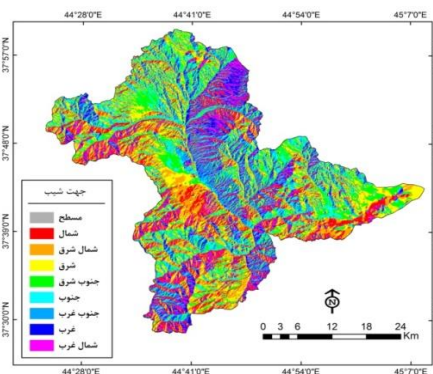 44°28'0"E 44°41'0"E 44°54'0"E 45°7'0"E
37°57'0"N
37°48'0"N
37°39'0"N
37°30'0"N
جهت شیب
مسطح
شمال
شمال شرق
شرق
جنوب شرق
جنوب
جنوب غرب
غرب
شمال غرب
N
0 3 6 12 18 24
Km
44°28'0"E 44°41'0"E 44°54'0"E 45°7'0"E